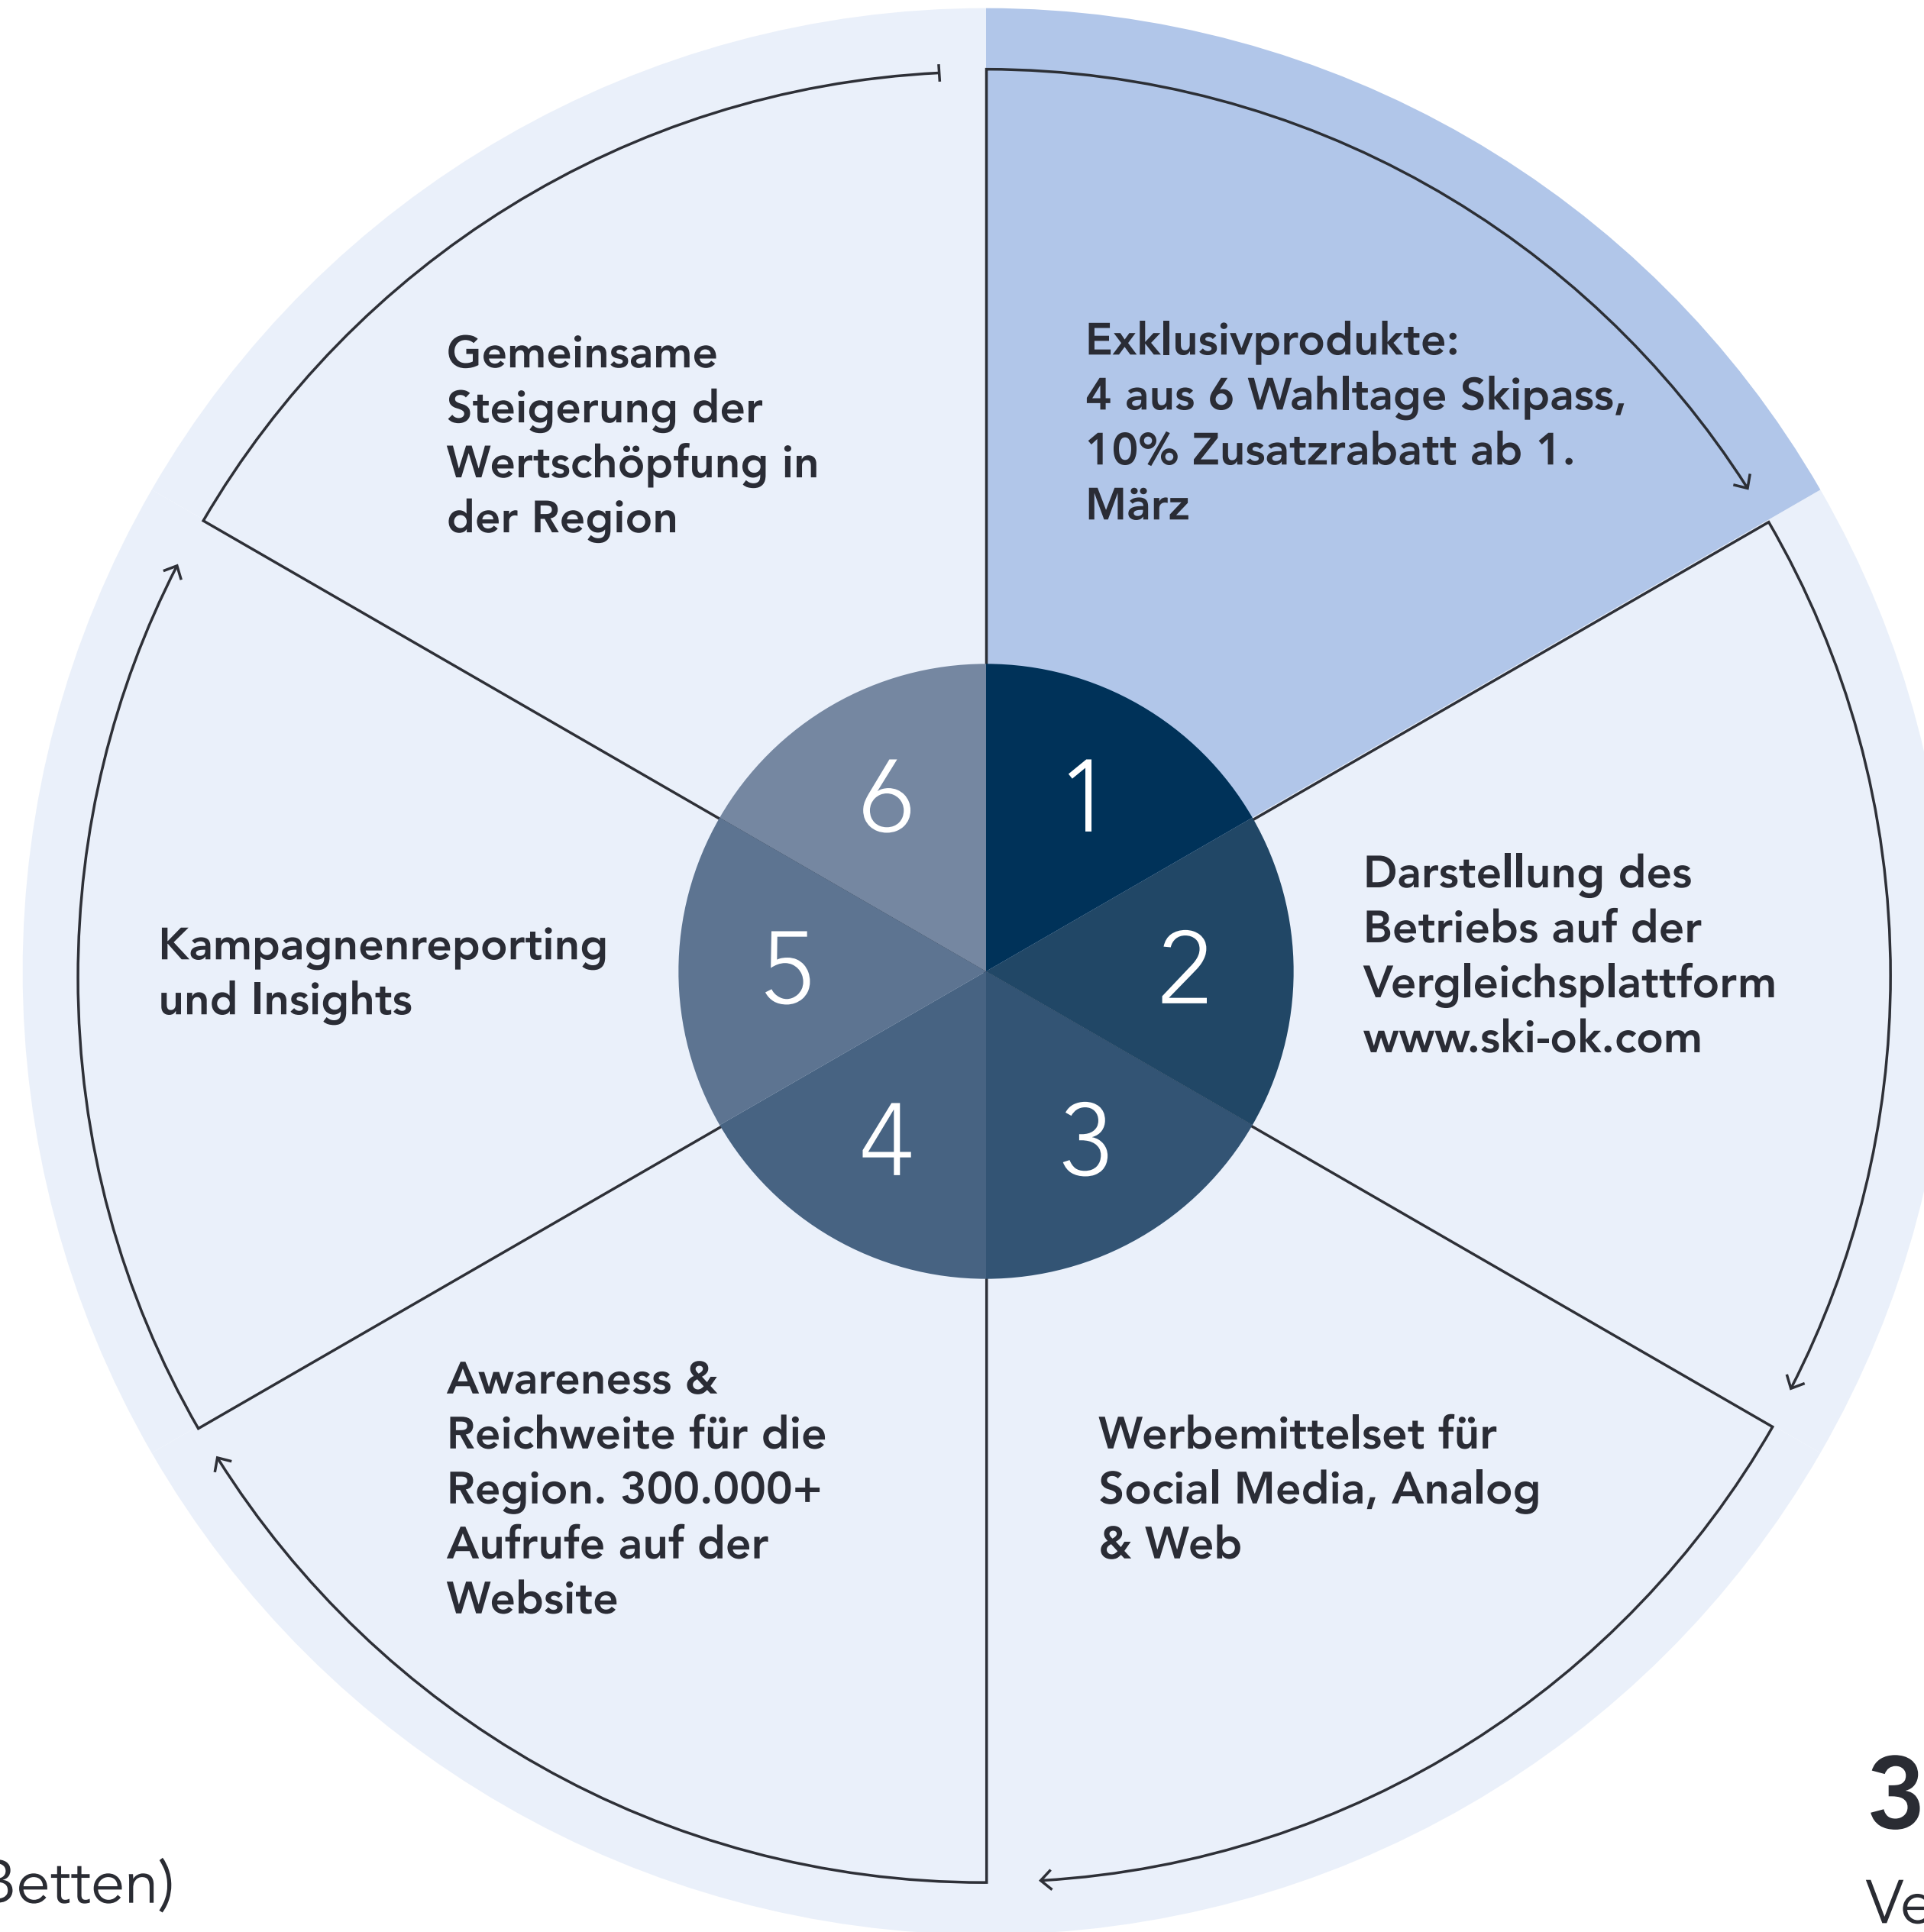 Exklusivprodukte:
4 aus 6 Wahltage Skipass,
10% Zusatzrabatt ab 1.
März
1
Darstellung des
Betriebs auf der
Vergleichsplattform
www.ski-ok.com
2
Werbemittelset für
Social Media, Analog
& Web
3
Awareness &
Reichweite für die
Region. 300.000+
Aufrufe auf der
Website
4
Kampagnenreporting
und Insights
5
Gemeinsame
Steigerung der
Wertschöpfung in
der Region
6
Betten)
3